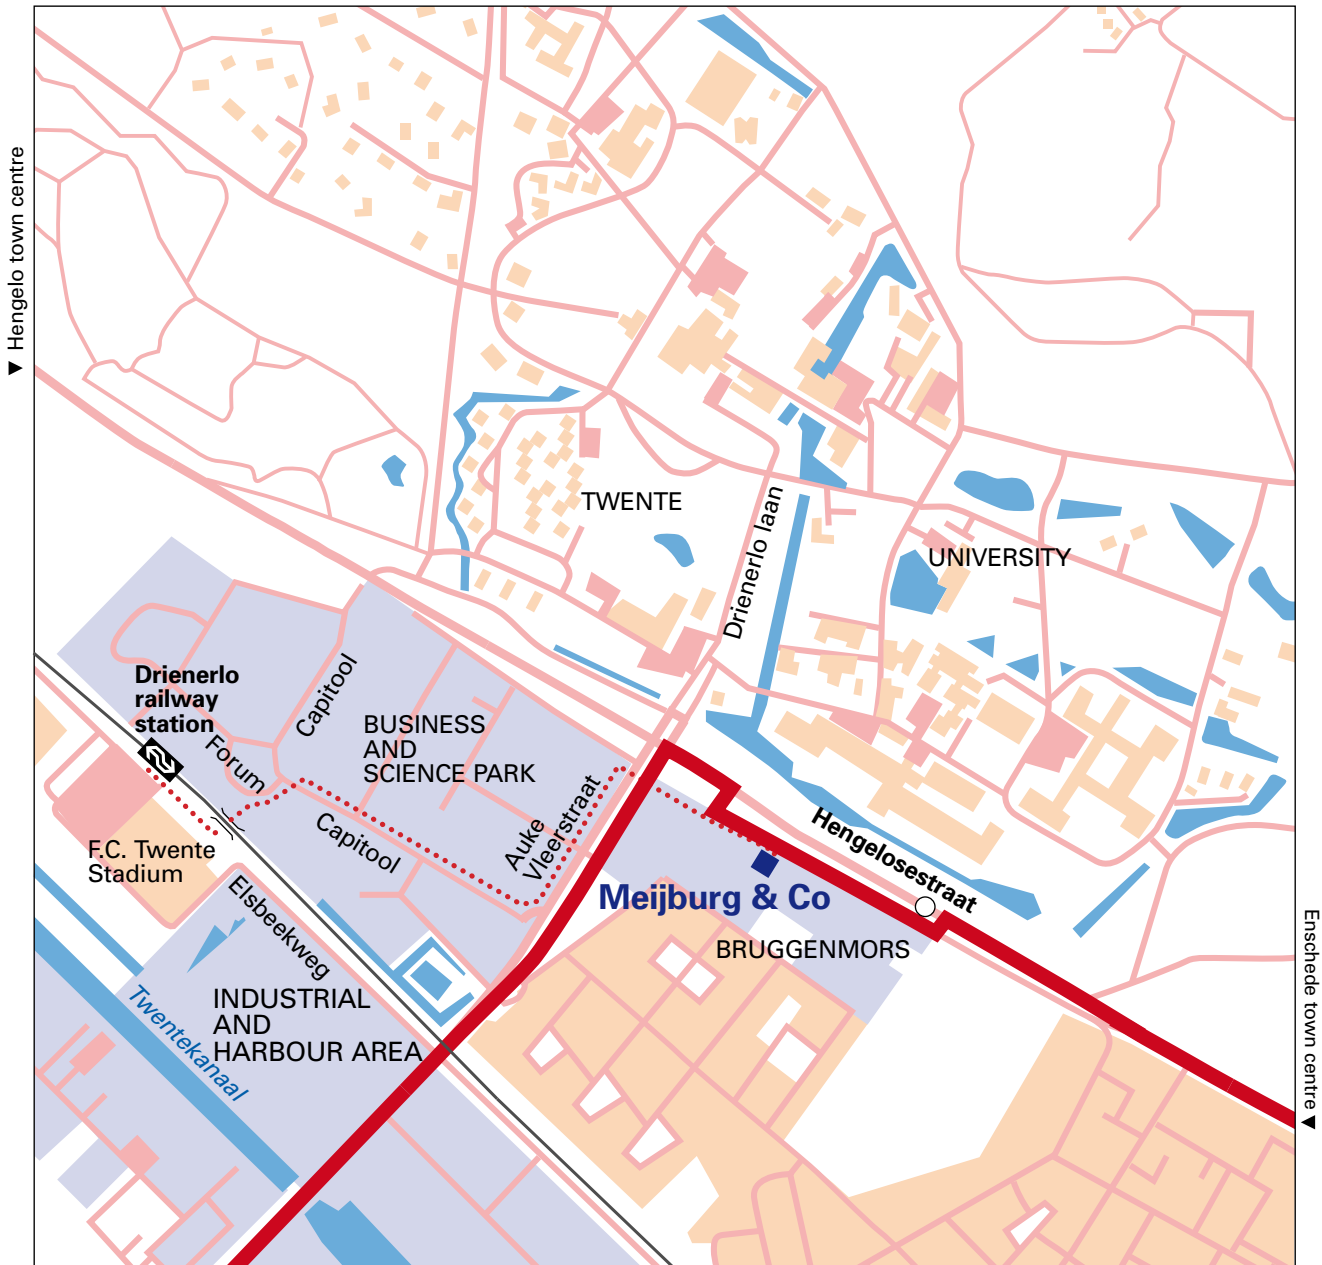 Hengelo town centre
TWENTE
Drienerlo laan
UNIVERSITY
Drienerlo
railway
station
Capitool
Forum
BUSINESS
AND
SCIENCE PARK
Capitool
Auke
Vleerstraat
Hengelosestraat
F.C. Twente
Stadium
Meijburg & Co
Elsbeekweg
BRUGGENMORS
INDUSTRIAL
AND
HARBOUR AREA
Twentekanaal
Enschede town centre